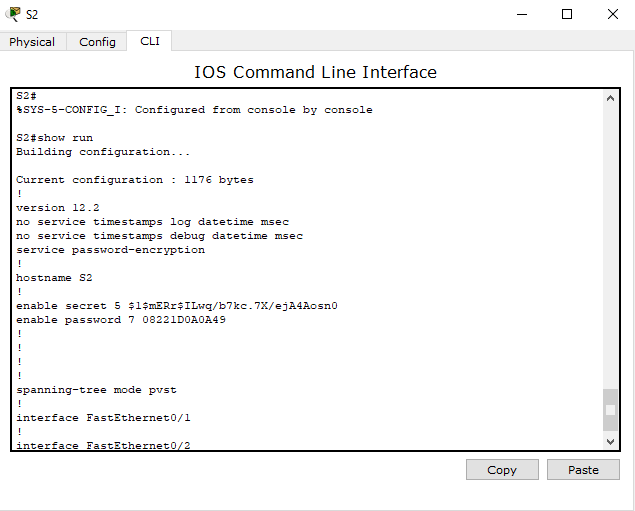 S2
Physical Config CLI
IOS Command Line Interface
S2#
%SYS-5-CONFIG_I: Configured from console by console
S2#show run
Building configuration...
Current configuration : 1176 bytes
!
version 12.2
no service timestamps log datetime msec
no service timestamps debug datetime msec
service password-encryption
!
hostname S2
!
enable secret 5 $1$mERr$ILwq/b7kc.7X/ejA4Aosn0
enable password 7 08221D0A0A49
!
!
!
!
spanning-tree mode pvst
!
interface FastEthernet0/1
!
interface FastEthernet0/2
Copy Paste